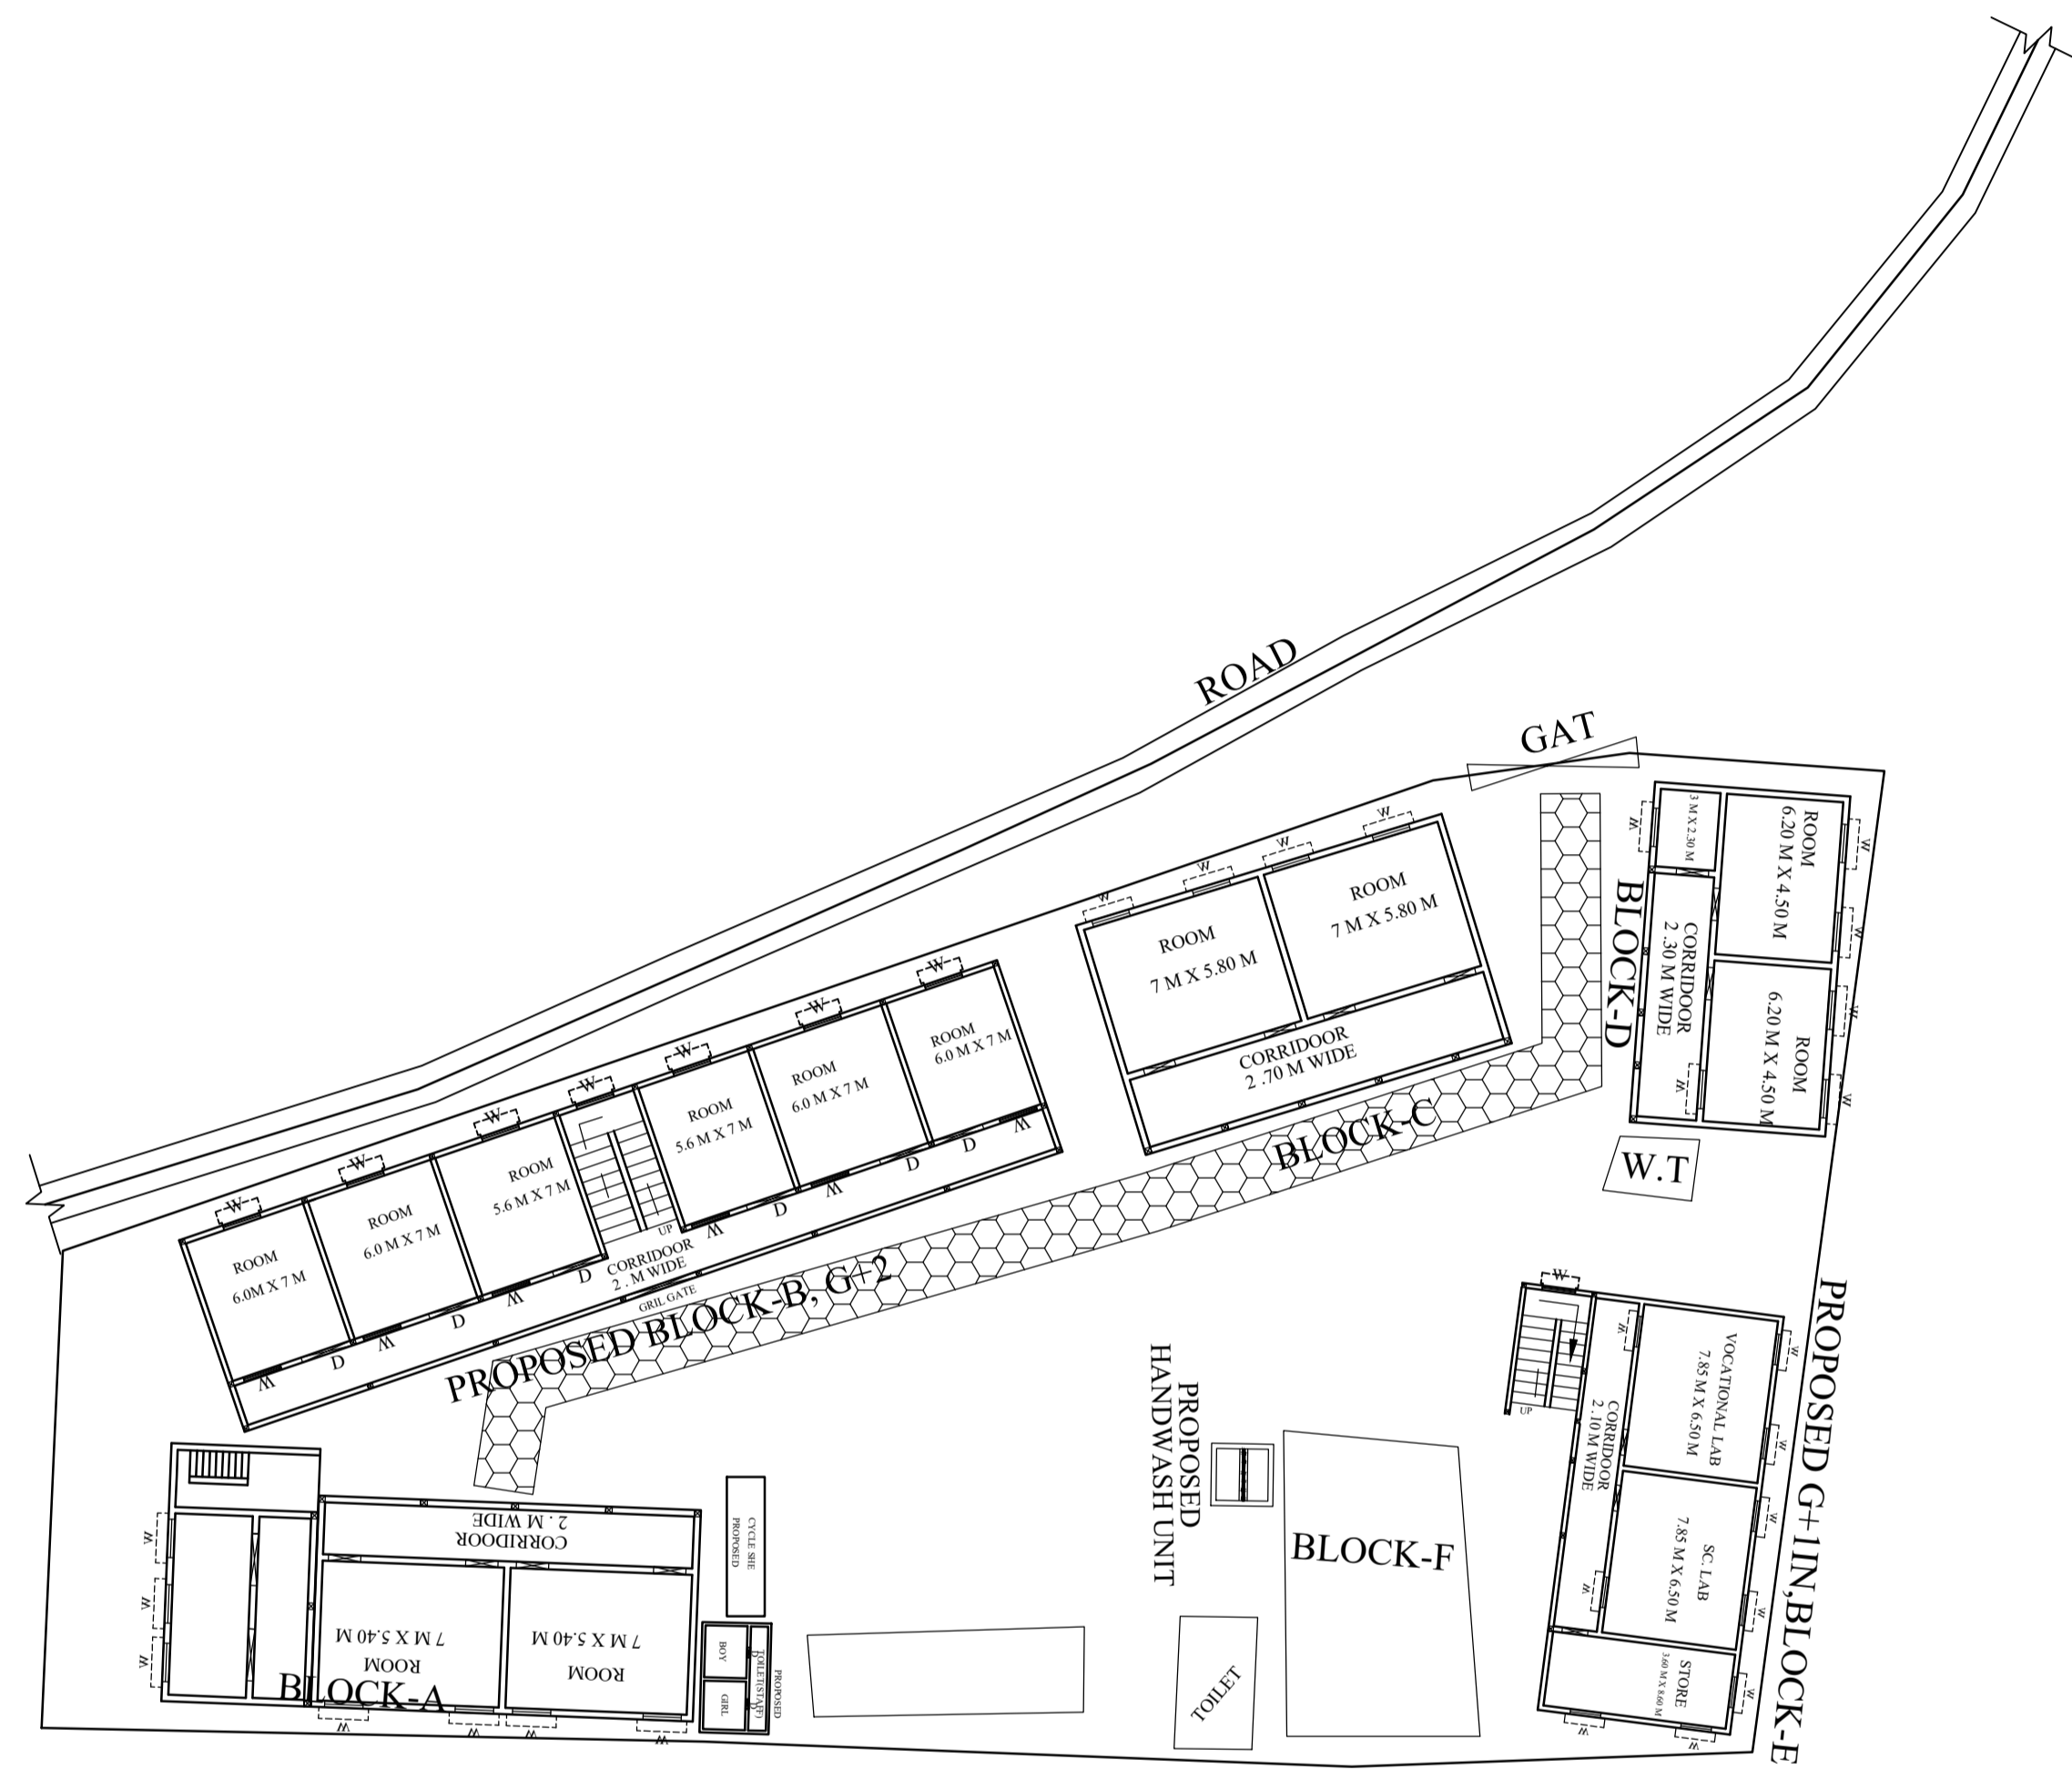 ROAD
GAT
W
W
W
W
ROOM
7 M X 5.80 M
ROOM
7 M X 5.80 M
CORRIDOOR
2 .70 M WIDE
BLOCK-C
W
W
W
W
W
W
W
W
ROOM
6.0M X 7 M
ROOM
6.0 M X 7 M
ROOM
5.6 M X 7 M
ROOM
5.6 M X 7 M
ROOM
6.0 M X 7 M
ROOM
6.0 M X 7 M
UP
W
D
W
D
W
D
W
D
W
D
D
W
CORRIDOOR
2 . M WIDE
GRIL GATE
PROPOSED BLOCK-B, G+2
BLOCK-D
3 M X 2.30 M
ROOM
6.20 M X 4.50 M
CORRIDOOR
2 .30 M WIDE
ROOM
6.20 M X 4.50 M
W
W
W
W
W
W
W.T
PROPOSED G+1IN,BLOCK-E
W
W
UP
CORRIDOOR
2 .10 M WIDE
VOCATIONAL LAB
7.85 M X 6.50 M
SC. LAB
7.85 M X 6.50 M
STORE
3.60 M X 8.60 M
W
W
W
W
W
W
W
W
PROPOSED
HANDWASH UNIT
BLOCK-F
TOILET
CYCLE SHE
PROPOSED
BOY
GIRL
D
D
TOILET(STAFF)
PROPOSED
CORRIDOOR
2 . M WIDE
ROOM
7 M X 5.40 M
ROOM
7 M X 5.40 M
BLOCK-A
W
W
W
W
W
W
W